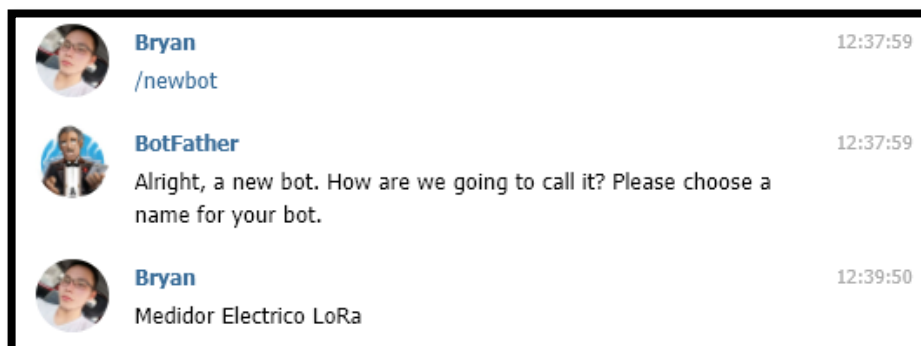 Bryan 12:37:59
/newbot
BotFather 12:37:59
Alright, a new bot. How are we going to call it? Please choose a
name for your bot.
Bryan 12:39:50
Medidor Electrico LoRa